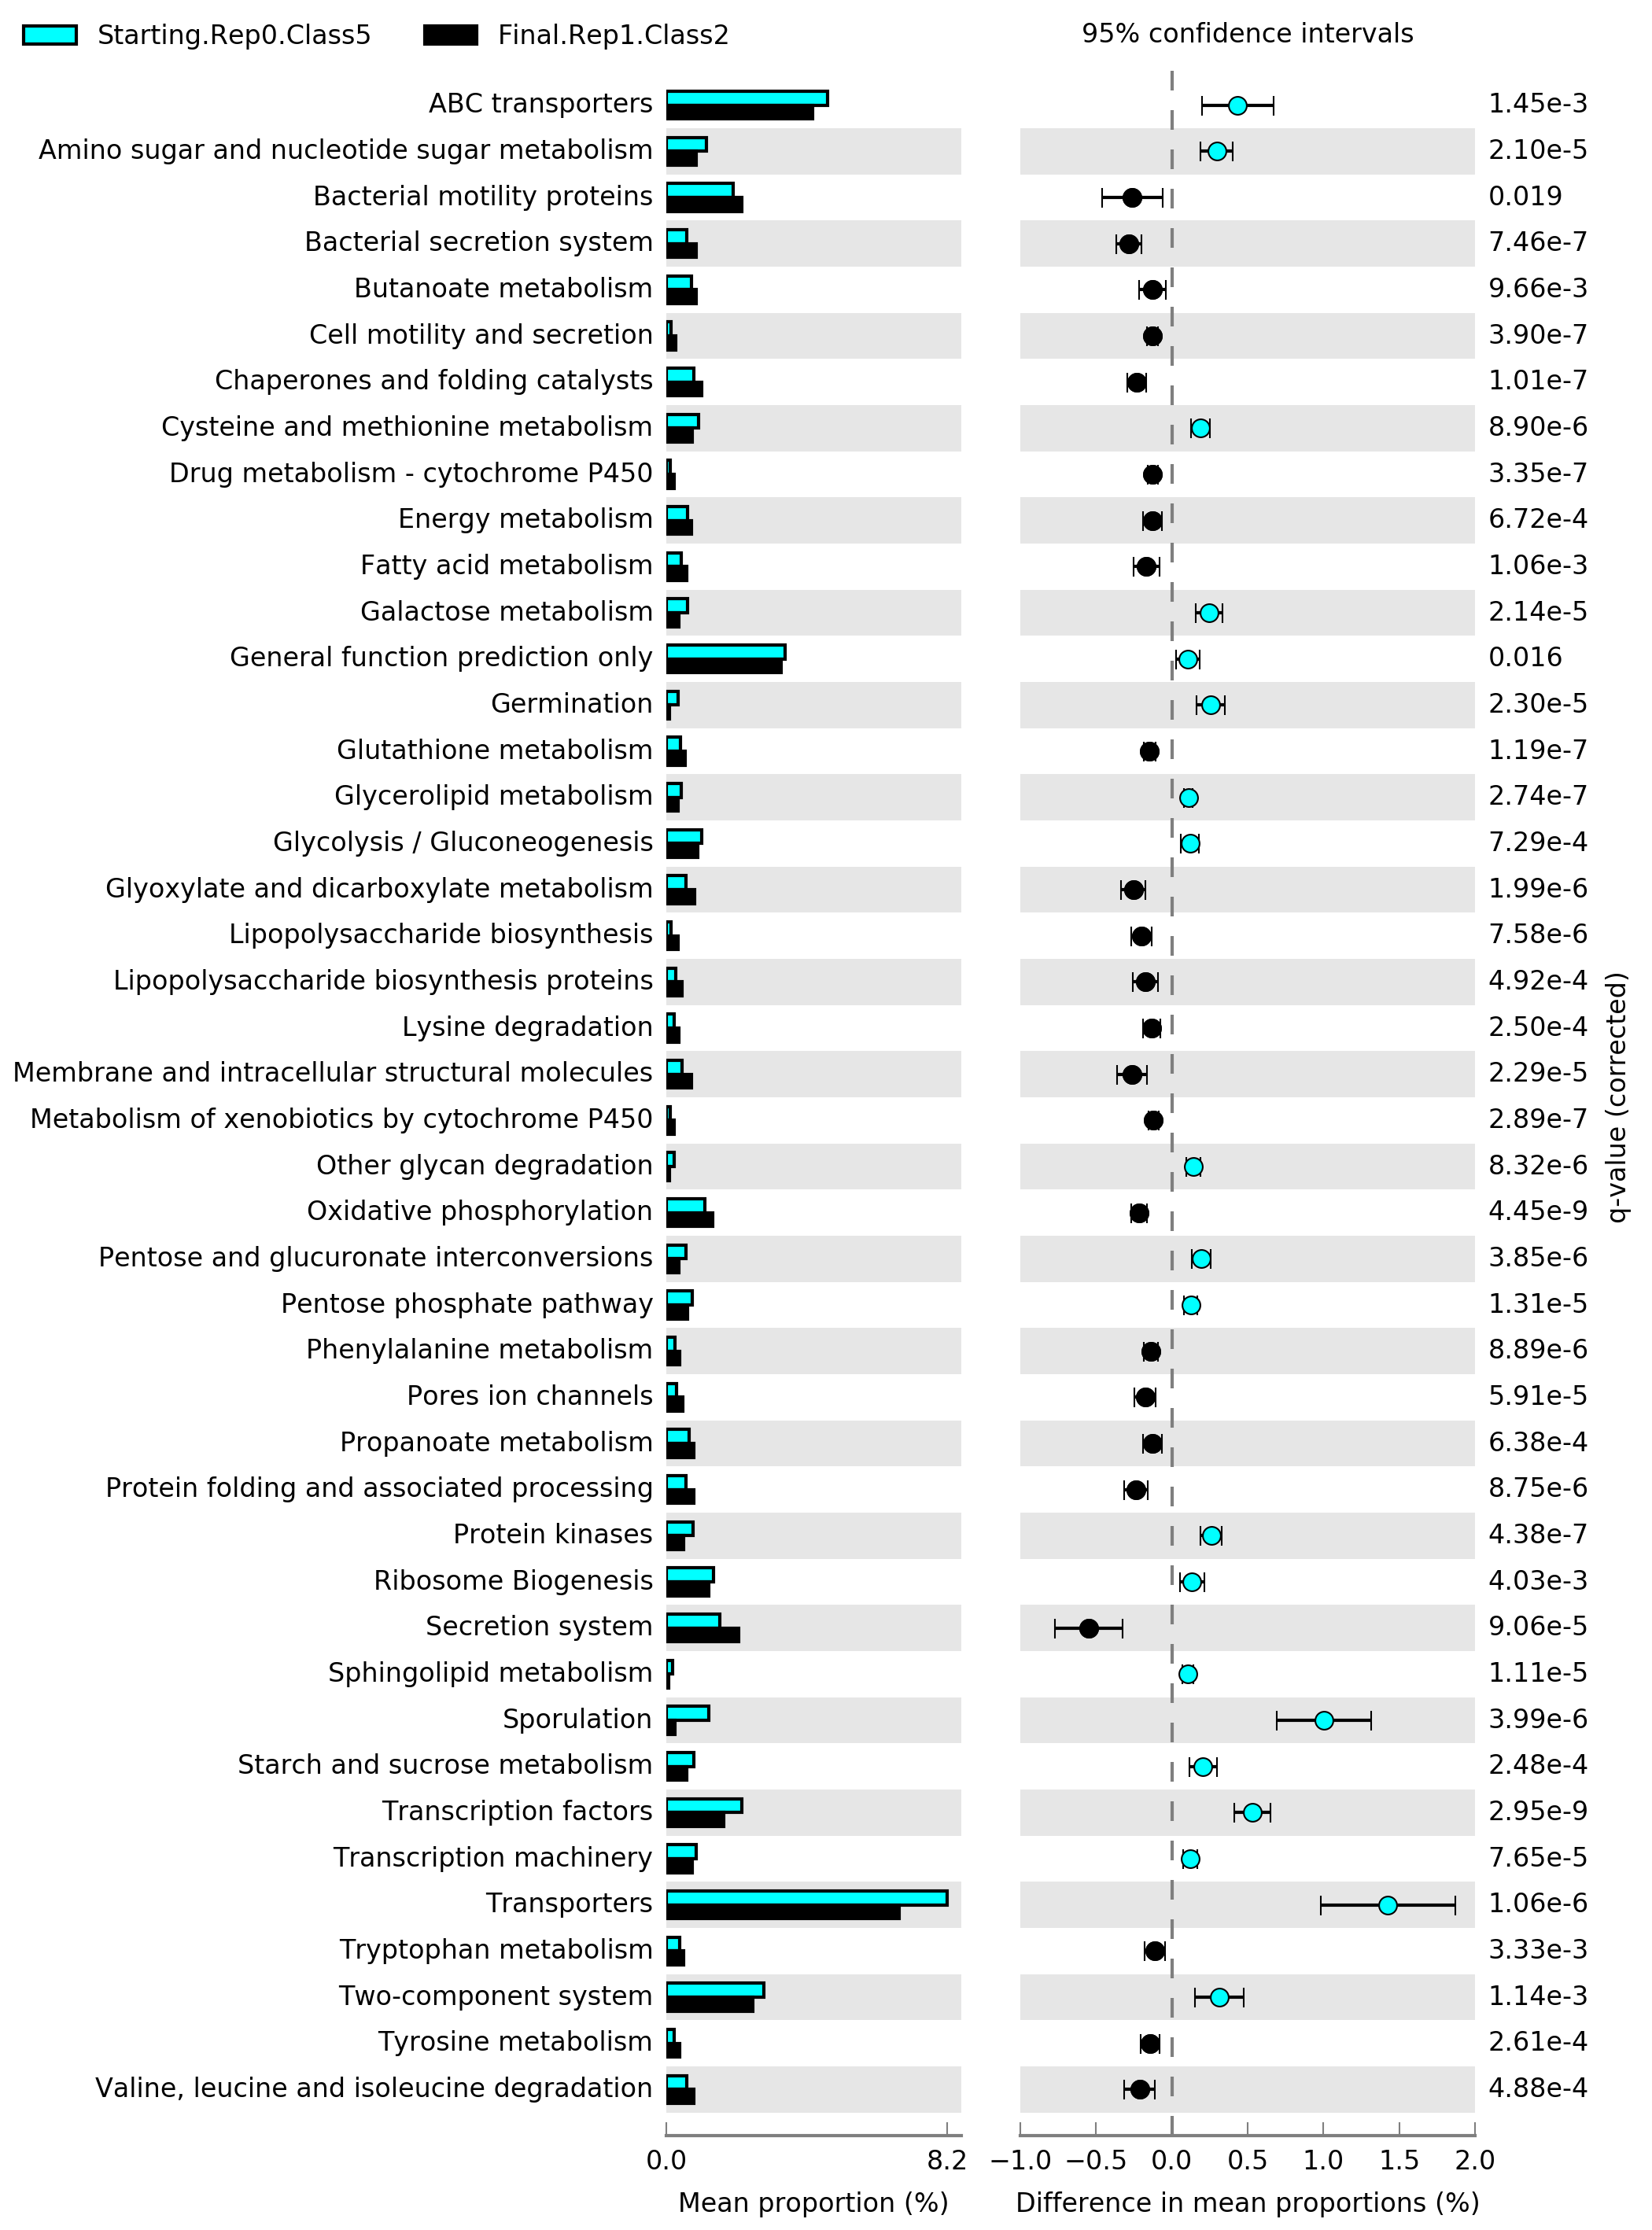 Starting.Rep0.Class5 Final.Rep1.Class2 95% confidence intervals
ABC transporters 1.45e-3
Amino sugar and nucleotide sugar metabolism 2.10e-5
Bacterial motility proteins 0.019
Bacterial secretion system 7.46e-7
Butanoate metabolism 9.66e-3
Cell motility and secretion 3.90e-7
Chaperones and folding catalysts 1.01e-7
Cysteine and methionine metabolism 8.90e-6
Drug metabolism - cytochrome P450 3.35e-7
Energy metabolism 6.72e-4
Fatty acid metabolism 1.06e-3
Galactose metabolism 2.14e-5
General function prediction only 0.016
Germination 2.30e-5
Glutathione metabolism 1.19e-7
Glycerolipid metabolism 2.74e-7
Glycolysis / Gluconeogenesis 7.29e-4
Glyoxylate and dicarboxylate metabolism 1.99e-6
Lipopolysaccharide biosynthesis 7.58e-6
Lipopolysaccharide biosynthesis proteins 4.92e-4
Lysine degradation 2.50e-4
Membrane and intracellular structural molecules 2.29e-5
Metabolism of xenobiotics by cytochrome P450 2.89e-7
Other glycan degradation 8.32e-6
Oxidative phosphorylation 4.45e-9
Pentose and glucuronate interconversions 3.85e-6
Pentose phosphate pathway 1.31e-5
Phenylalanine metabolism 8.89e-6
Pores ion channels 5.91e-5
Propanoate metabolism 6.38e-4
Protein folding and associated processing 8.75e-6
Protein kinases 4.38e-7
Ribosome Biogenesis 4.03e-3
Secretion system 9.06e-5
Sphingolipid metabolism 1.11e-5
Sporulation 3.99e-6
Starch and sucrose metabolism 2.48e-4
Transcription factors 2.95e-9
Transcription machinery 7.65e-5
Transporters 1.06e-6
Tryptophan metabolism 3.33e-3
Two-component system 1.14e-3
Tyrosine metabolism 2.61e-4
Valine, leucine and isoleucine degradation 4.88e-4
q-value (corrected)
0.0 8.2 −1.0 −0.5 0.0 0.5 1.0 1.5 2.0
Mean proportion (%) Difference in mean proportions (%)